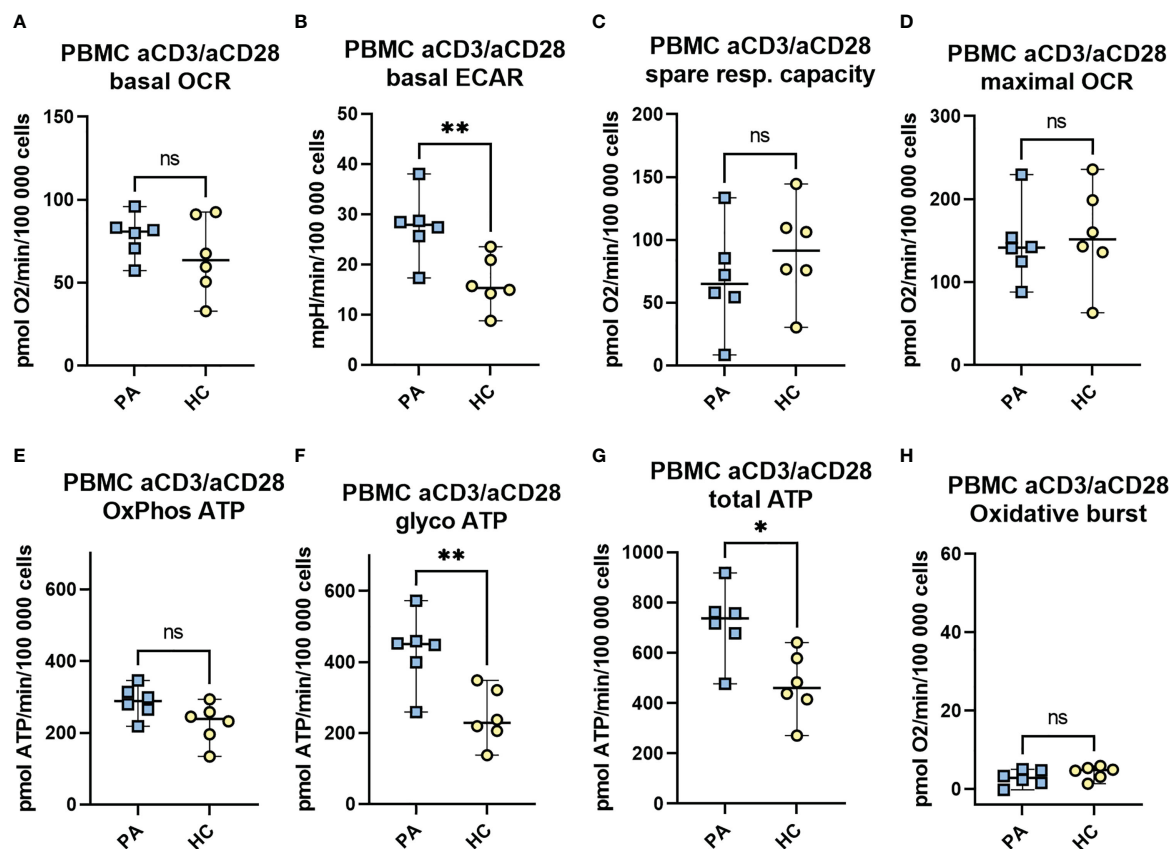 A
PBMC aCD3/aCD28
basal OCR
pmol O2/min/100 000 cells
150
100
50
0
ns
PA
HC
B
PBMC aCD3/aCD28
basal ECAR
mpH/min/100 000 cells
50
40
30
20
10
0
**
PA
HC
C
PBMC aCD3/aCD28
spare resp. capacity
pmol O2/min/100 000 cells
200
150
100
50
0
ns
PA
HC
D
PBMC aCD3/aCD28
maximal OCR
pmol O2/min/100 000 cells
300
200
100
0
ns
PA
HC
E
PBMC aCD3/aCD28
OxPhos ATP
pmol ATP/min/100 000 cells
600
400
200
0
ns
PA
HC
F
PBMC aCD3/aCD28
glyco ATP
pmol ATP/min/100 000 cells
600
400
200
0
**
PA
HC
G
PBMC aCD3/aCD28
total ATP
pmol ATP/min/100 000 cells
1000
800
600
400
200
0
*
PA
HC
H
PBMC aCD3/aCD28
Oxidative burst
pmol O2/min/100 000 cells
60
40
20
0
ns
PA
HC